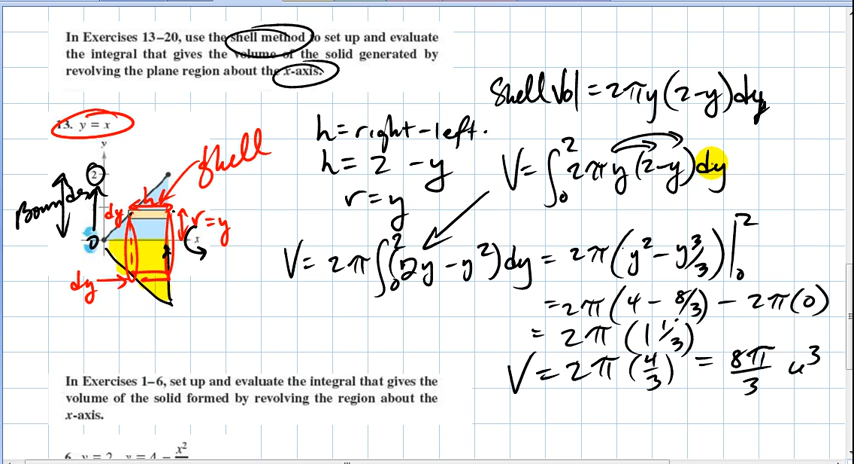 In Exercises 13–20, use the shell method to set up and evaluate
the integral that gives the volume of the solid generated by
revolving the plane region about the x-axis.
Shell Vol = 2πy(2-y)dy
13. y = x
h = right - left.
h = 2 - y
r = y
V = ∫₀² 2πy(2-y)dy
y
Shell
2
Boundary
dy
h
r = y
x
0
dy
V = 2π∫₀²(2y - y²)dy = 2π(y² - y³/3)|₀²
= 2π(4 - 8/3) - 2π(0)
= 2π(1 1/3)
V = 2π(4/3) = 8π/3 u³
In Exercises 1–6, set up and evaluate the integral that gives the
volume of the solid formed by revolving the region about the
x-axis.